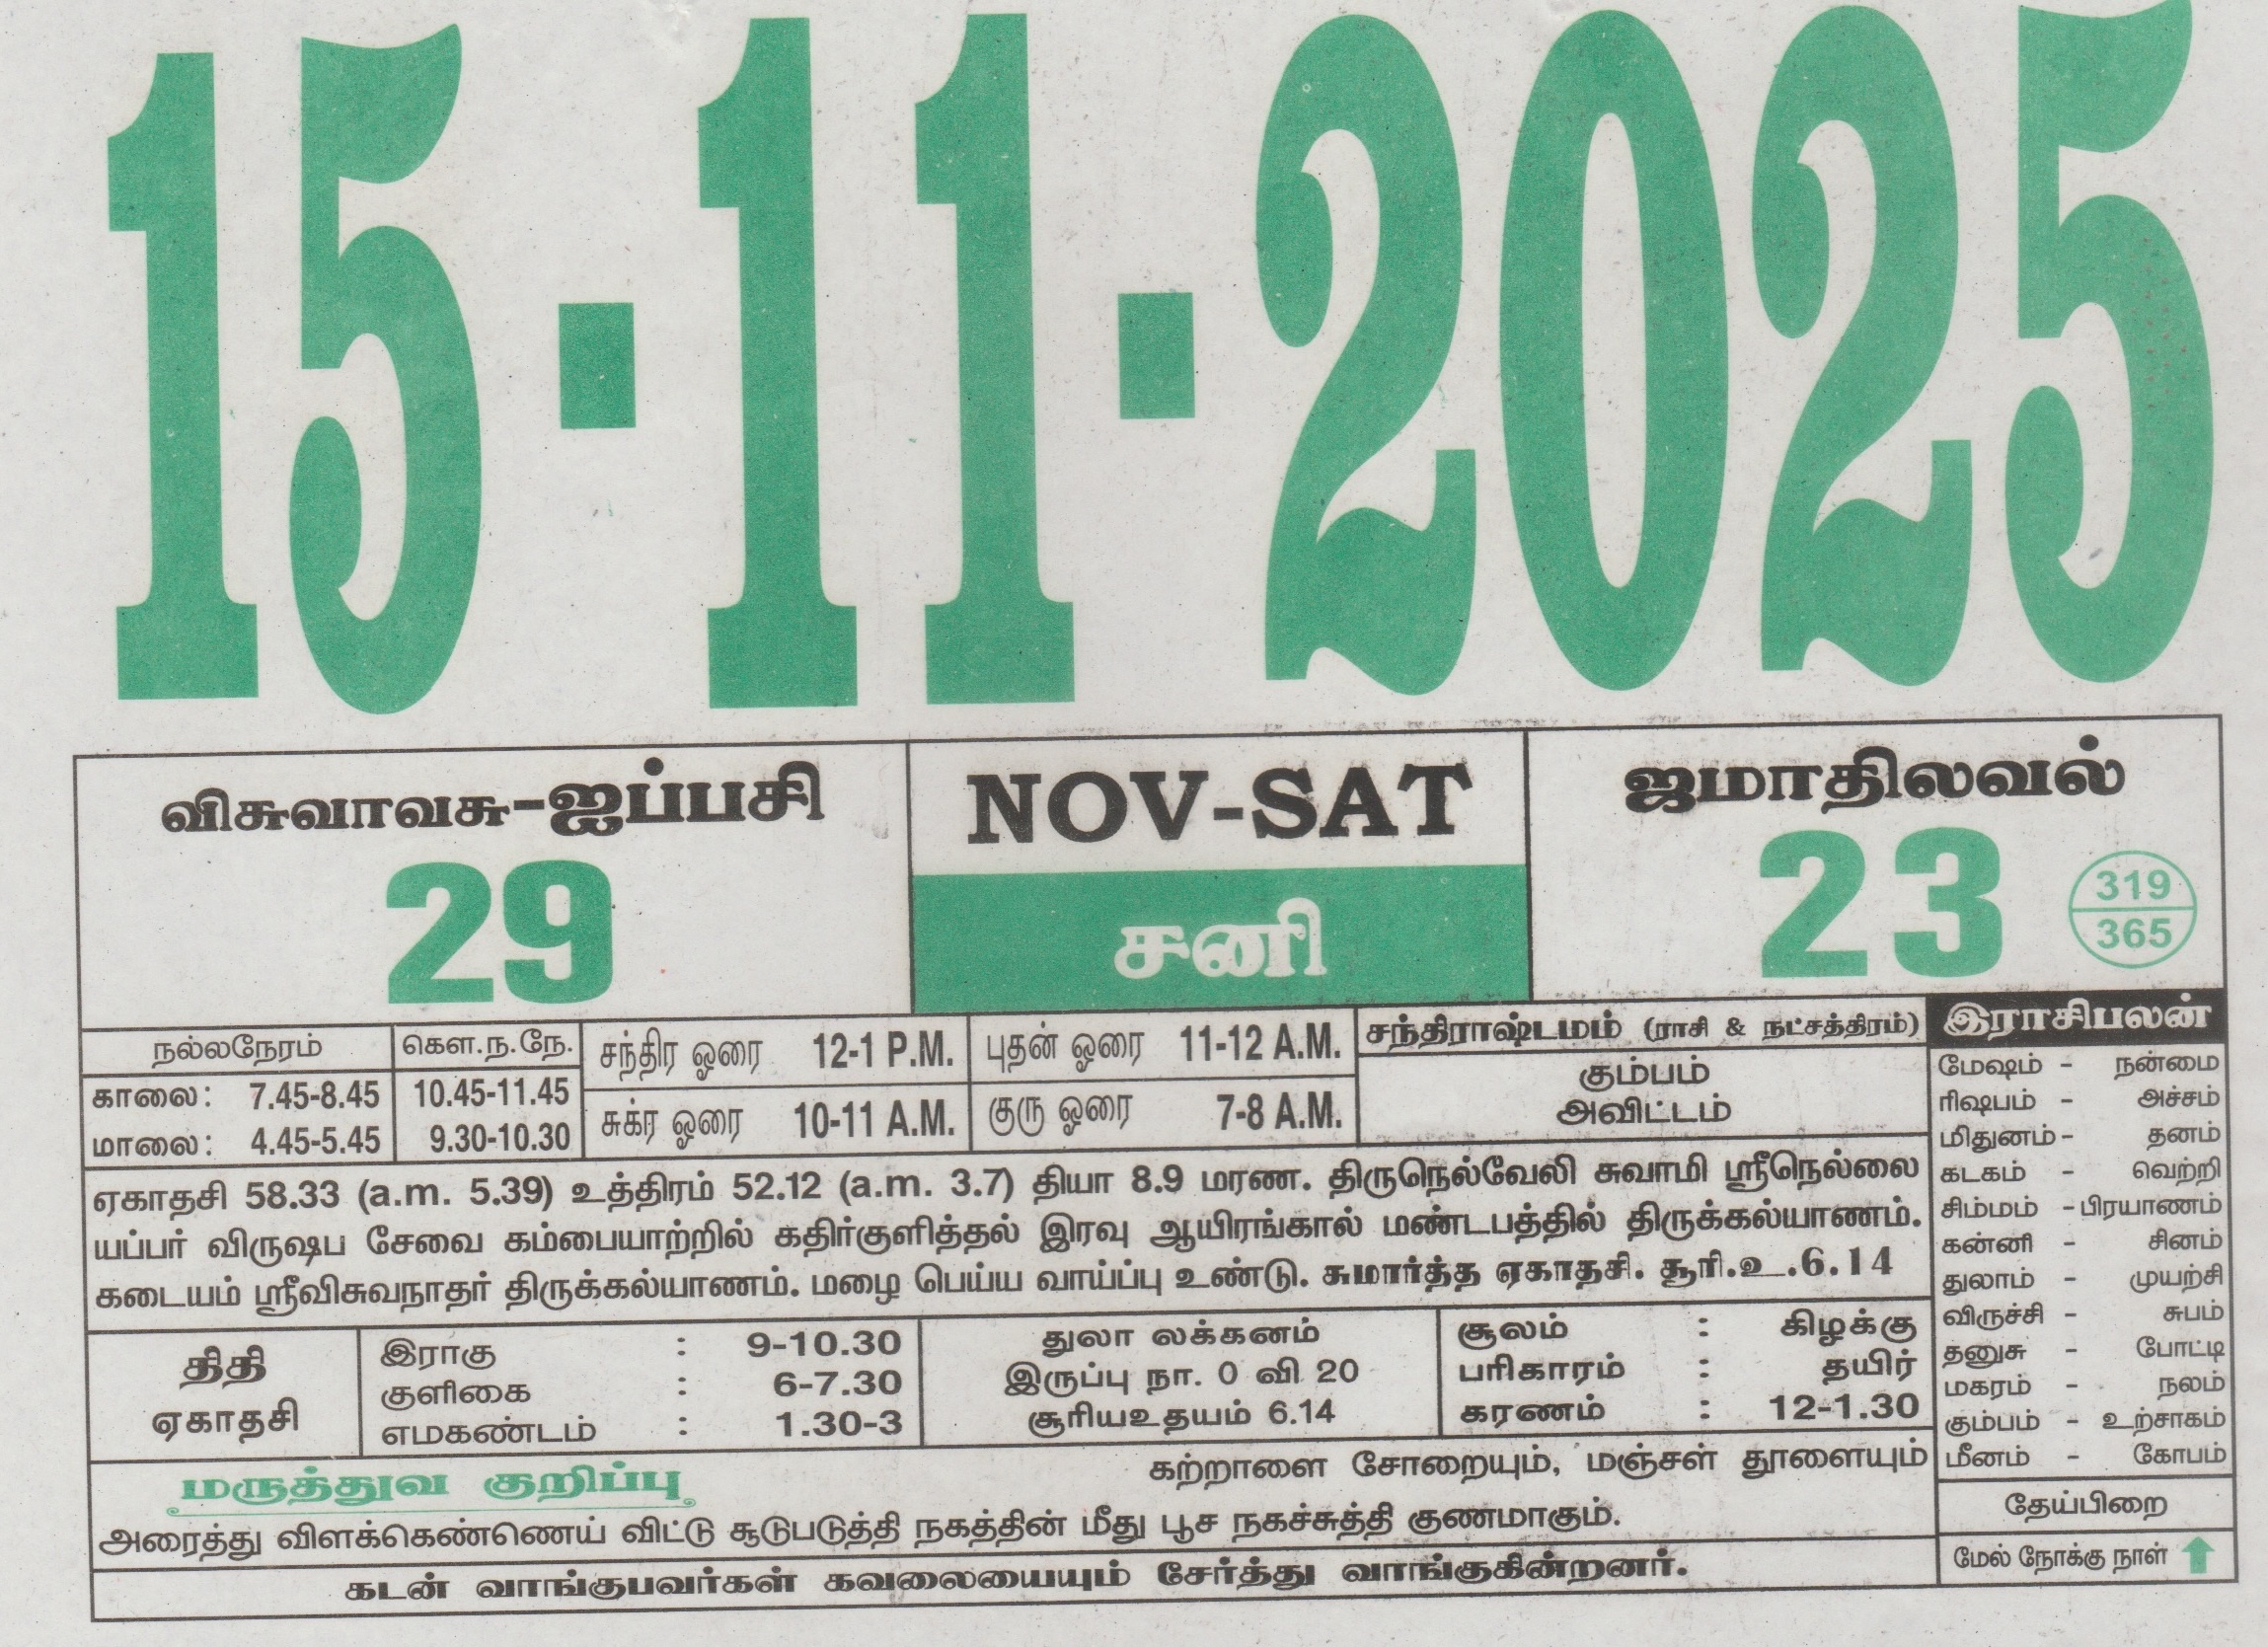 15-11-2025
விசுவாவசு-ஐப்பசி
29
NOV-SAT
சனி
ஜமாதிலவல்
23
319
365
நல்லநேரம்
கௌ.ந.நே.
காலை: 7.45-8.45 10.45-11.45
மாலை: 4.45-5.45 9.30-10.30
சந்திர ஓரை 12-1 P.M.
புதன் ஓரை 11-12 A.M.
சுக்ர ஓரை 10-11 A.M.
குரு ஓரை 7-8 A.M.
சந்திராஷ்டமம் (ராசி & நட்சத்திரம்)
கும்பம்
அவிட்டம்
இராசிபலன்
மேஷம் - நன்மை
ரிஷபம் - அச்சம்
மிதுனம் - தனம்
கடகம் - வெற்றி
சிம்மம் - பிரயாணம்
கன்னி - சினம்
துலாம் - முயற்சி
விருச்சி - சுபம்
தனுசு - போட்டி
மகரம் - நலம்
கும்பம் - உற்சாகம்
மீனம் - கோபம்
தேய்பிறை
மேல் நோக்கு நாள்
ஏகாதசி 58.33 (a.m. 5.39) உத்திரம் 52.12 (a.m. 3.7) தியா 8.9 மரண. திருநெல்வேலி சுவாமி ஸ்ரீநெல்லை
யப்பர் விருஷப சேவை கம்பையாற்றில் கதிர்குளித்தல் இரவு ஆயிரங்கால் மண்டபத்தில் திருக்கல்யாணம்.
கடையம் ஸ்ரீவிசுவநாதர் திருக்கல்யாணம். மழை பெய்ய வாய்ப்பு உண்டு. சுமார்த்த ஏகாதசி. சூரி.உ.6.14
திதி
ஏகாதசி
இராகு : 9-10.30
குளிகை : 6-7.30
எமகண்டம் : 1.30-3
துலா லக்கனம்
இருப்பு நா. 0 வி 20
சூரியஉதயம் 6.14
சூலம் : கிழக்கு
பரிகாரம் : தயிர்
கரணம் : 12-1.30
மருத்துவ குறிப்பு
கற்றாளை சோறையும், மஞ்சள் தூளையும்
அரைத்து விளக்கெண்ணெய் விட்டு சூடுபடுத்தி நகத்தின் மீது பூச நகச்சுத்தி குணமாகும்.
கடன் வாங்குபவர்கள் கவலையையும் சேர்த்து வாங்குகின்றனர்.